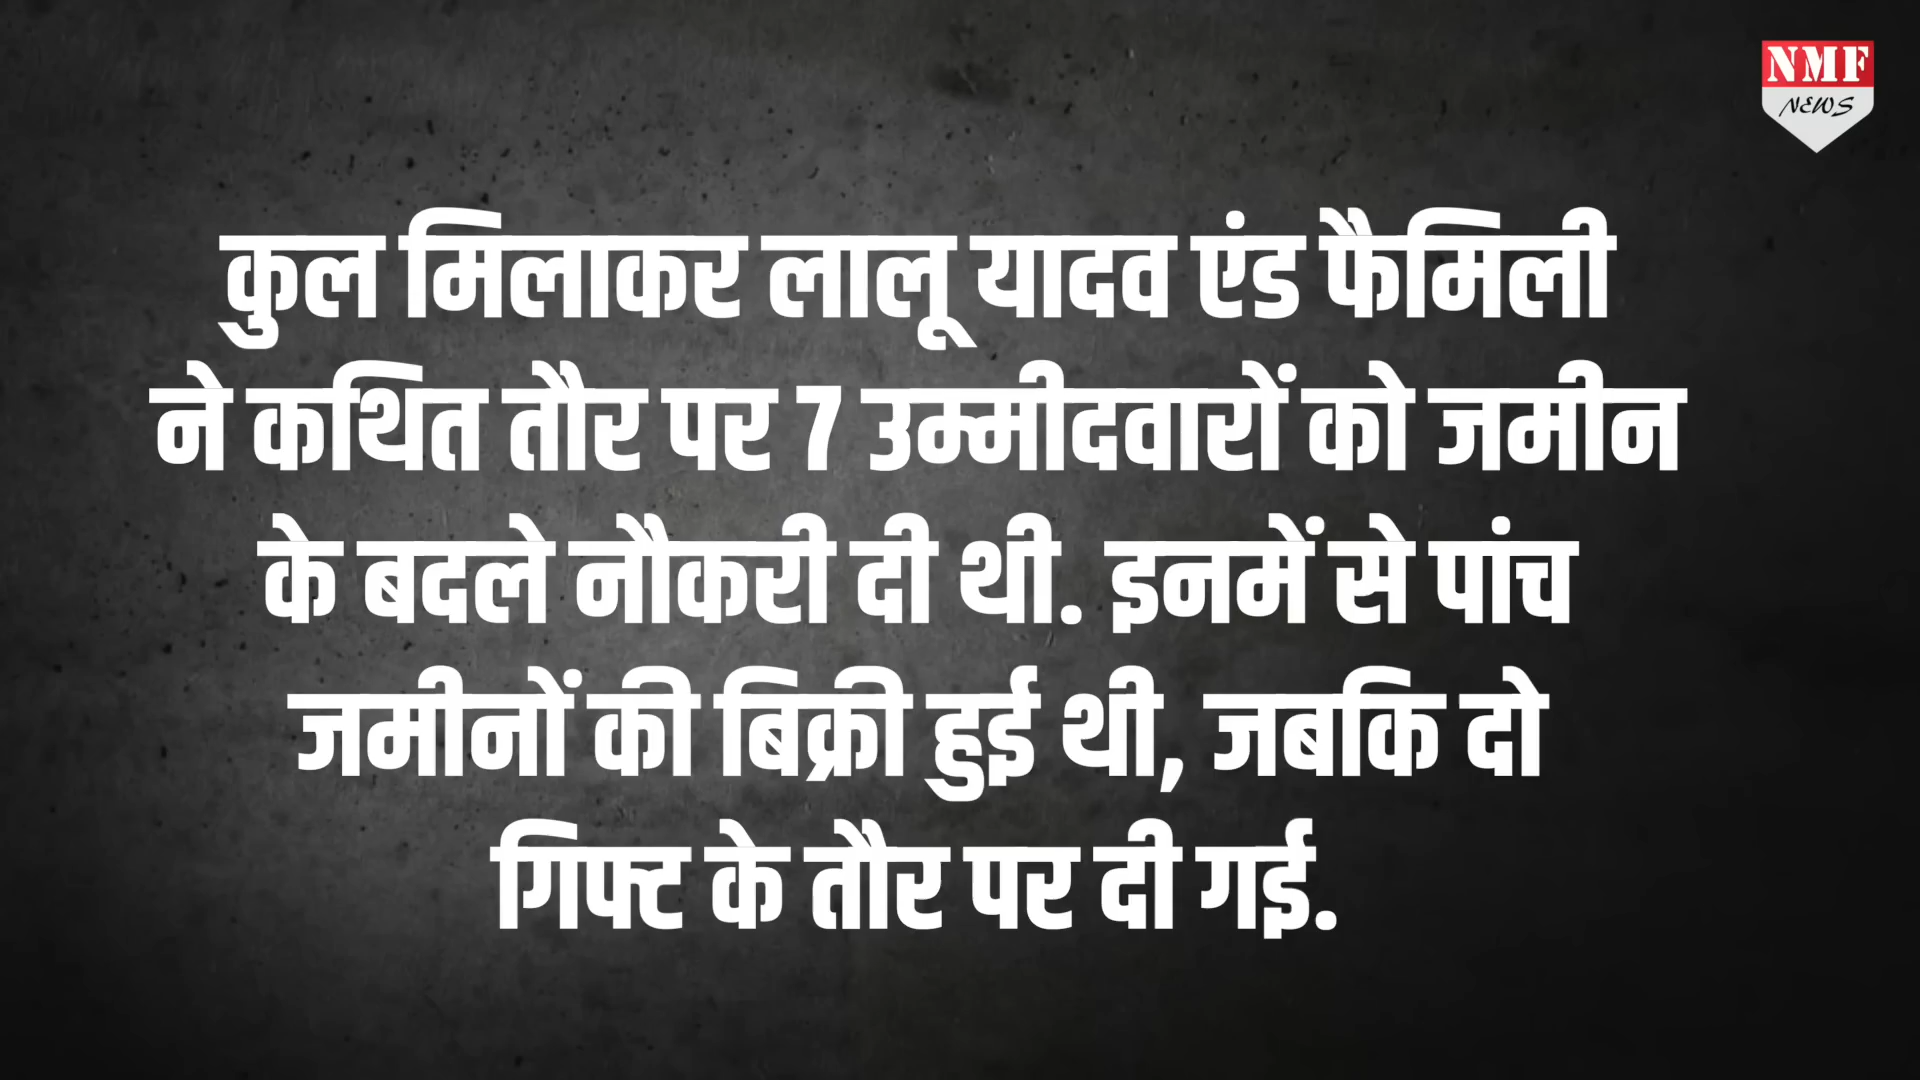 NMF
NEWS
कुल मिलाकर लालू यादव एंड फैमिली
ने कथित तौर पर 7 उम्मीदवारों को जमीन
के बदले नौकरी दी थी. इनमें से पांच
जमीनों की बिक्री हुई थी, जबकि दो
गिफ्ट के तौर पर दी गई.